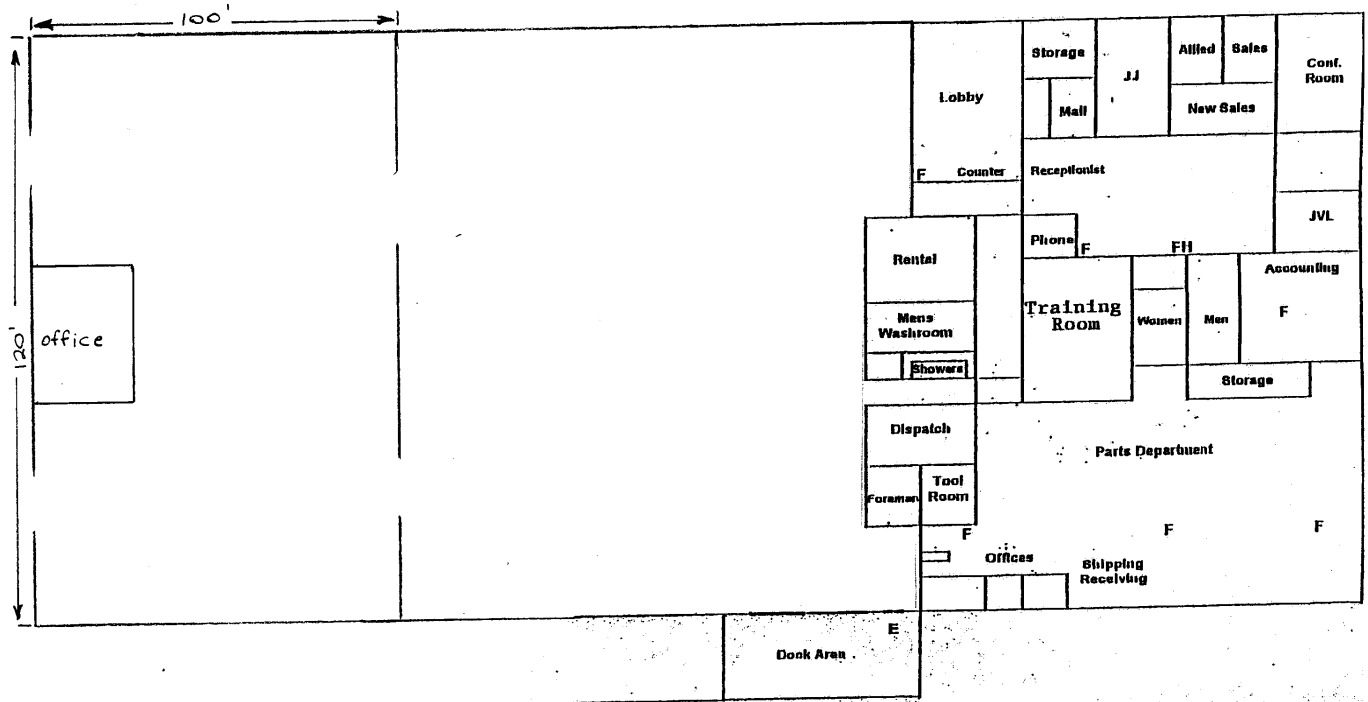 100'
Storage
JJ
Allied
Sales
Conf.
Room
Lobby
Mail
New Sales
F
Counter
Receptionist
JVL
Phone
F
FH
Rental
Accounting
Training
Room
F
Mens
Washroom
Women
Men
120'
office
Showers
Storage
Dispatch
Parts Department
Foreman
Tool
Room
F
F
F
Offices
Shipping
Receiving
E
Dock Area